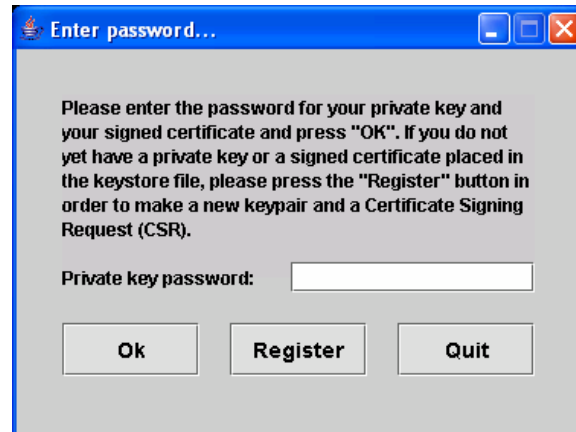 Enter password...
Please enter the password for your private key and
your signed certificate and press "OK". If you do not
yet have a private key or a signed certificate placed in
the keystore file, please press the "Register" button in
order to make a new keypair and a Certificate Signing
Request (CSR).
Private key password:
Ok Register Quit